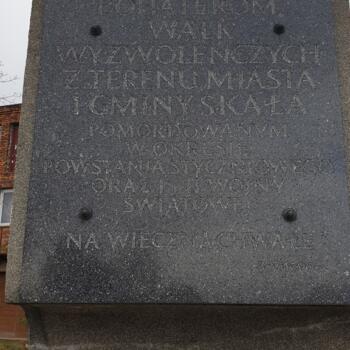 BOHATEROM
WALK
WYZWOLEŃCZYCH
Z TERENU MIASTA
I GMINY SKAŁA
POMORDOWANYM
W OKRESIE
POWSTANIA STYCZNIOWEGO
ORAZ I I II WOJNY
ŚWIATOWEJ
NA WIECZNĄ CHWAŁĘ